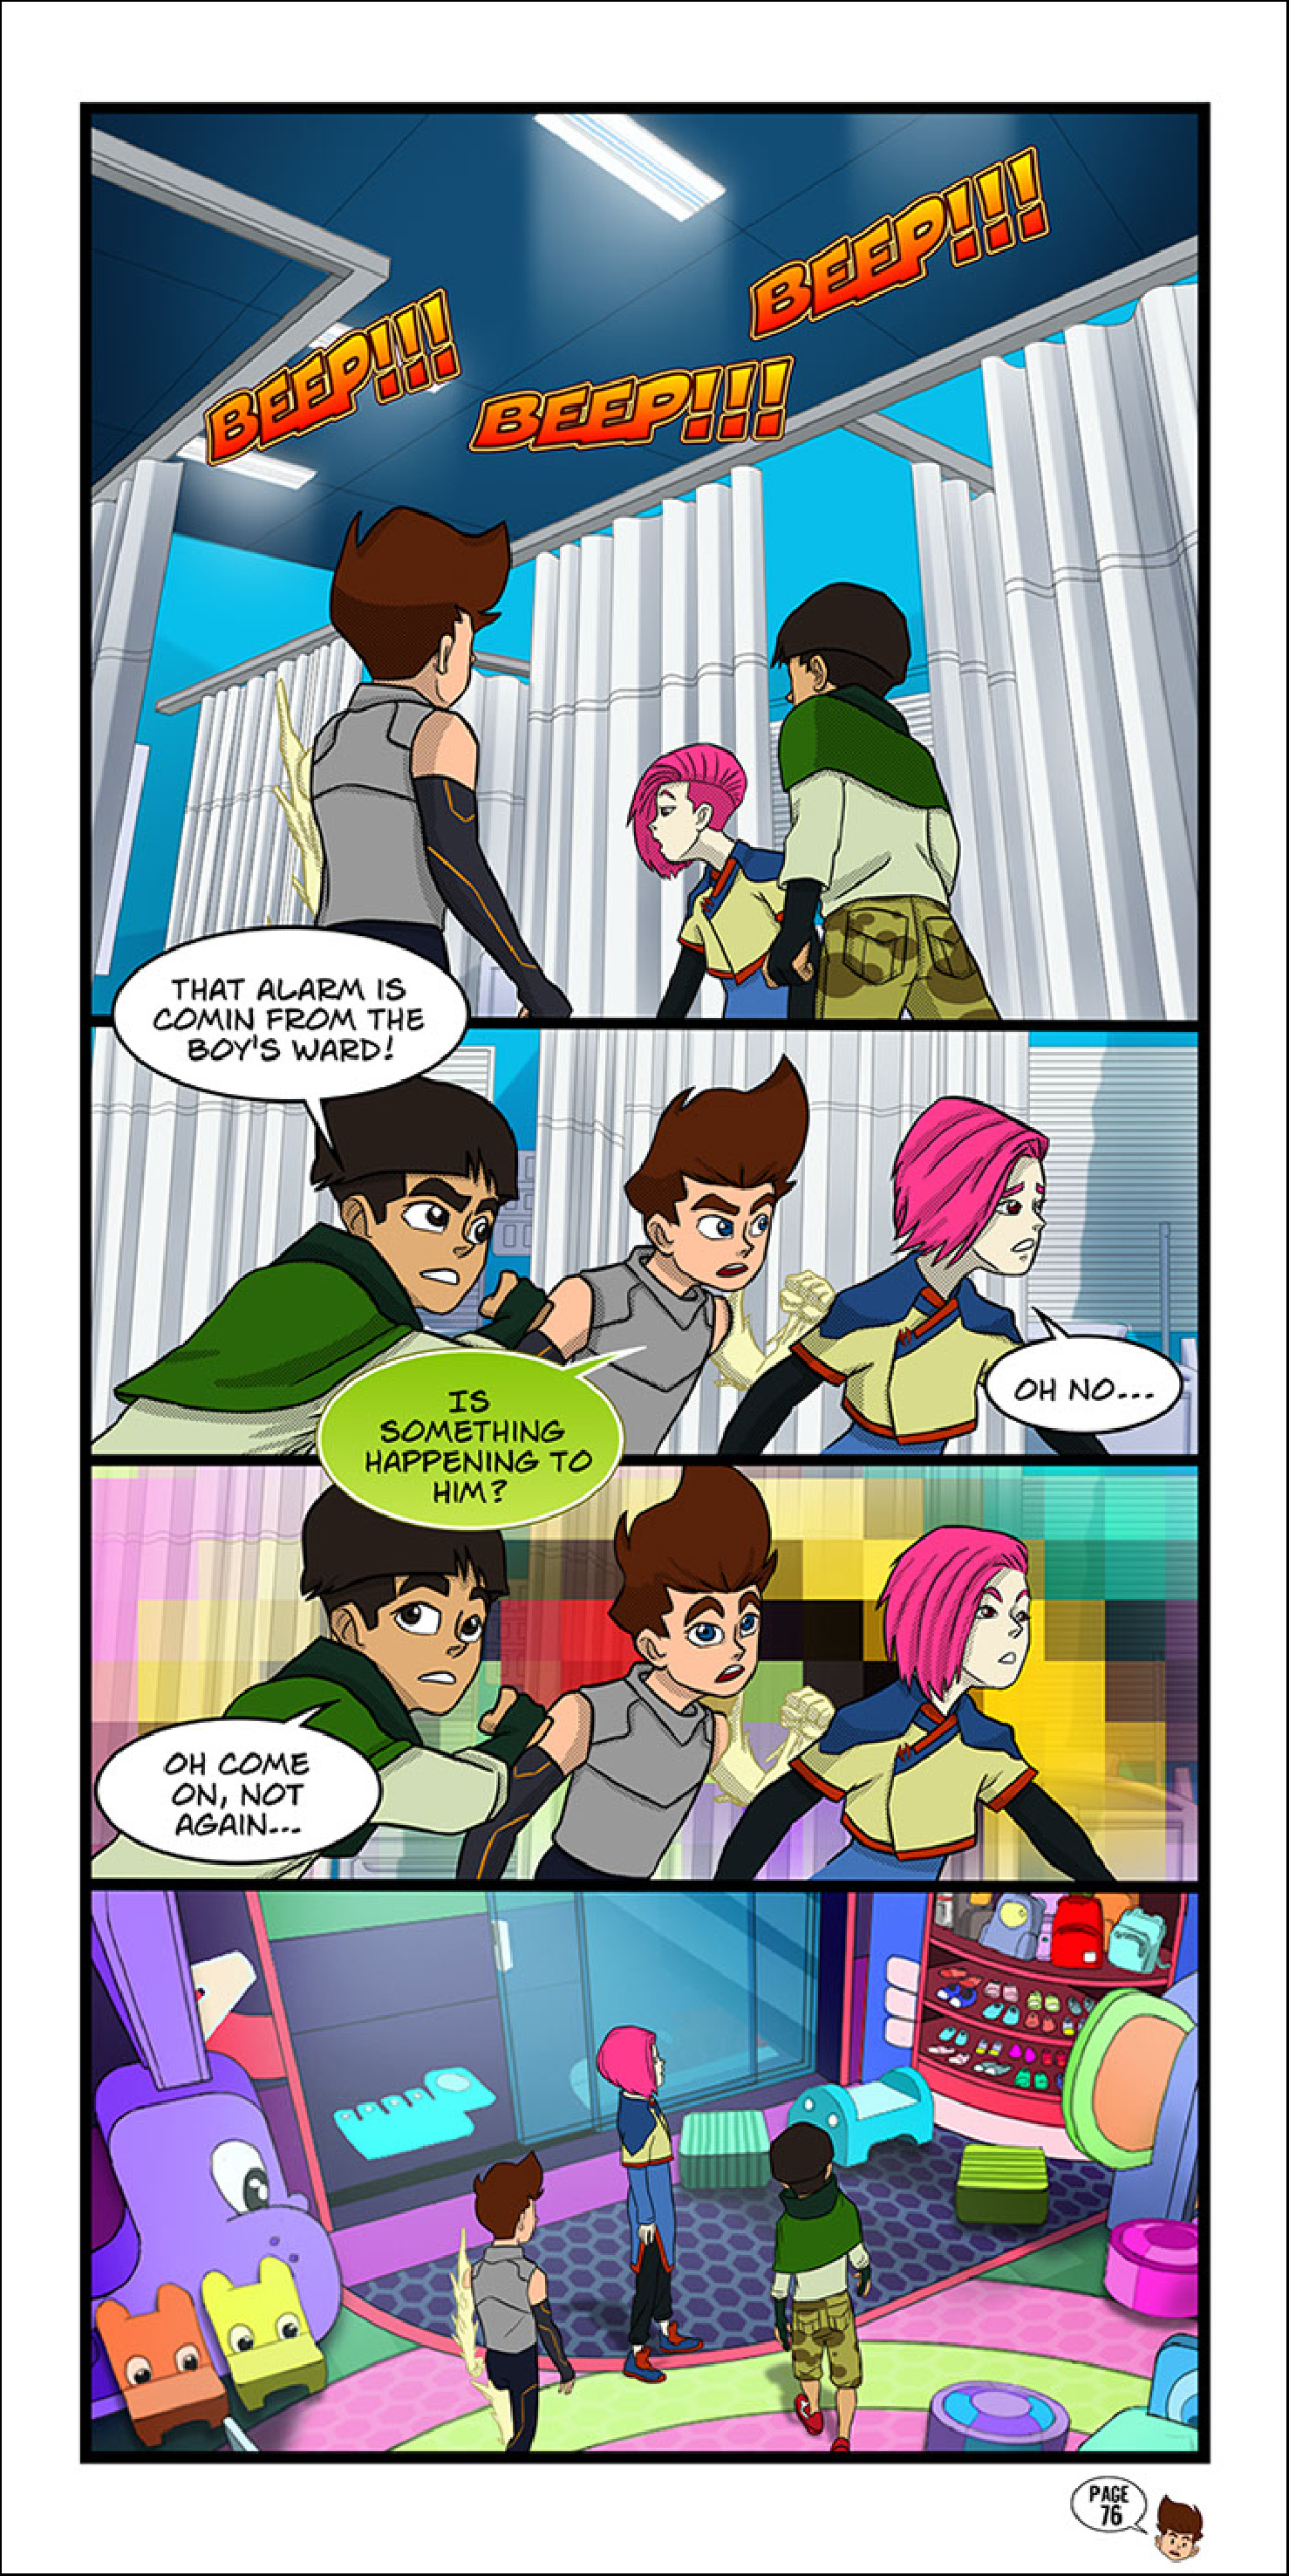 BEEP!!!
BEEP!!!
BEEP!!!
THAT ALARM IS
COMIN FROM THE
BOY'S WARD!
IS
SOMETHING
HAPPENING TO
HIM?
OH NO...
OH COME
ON, NOT
AGAIN...
PAGE
76